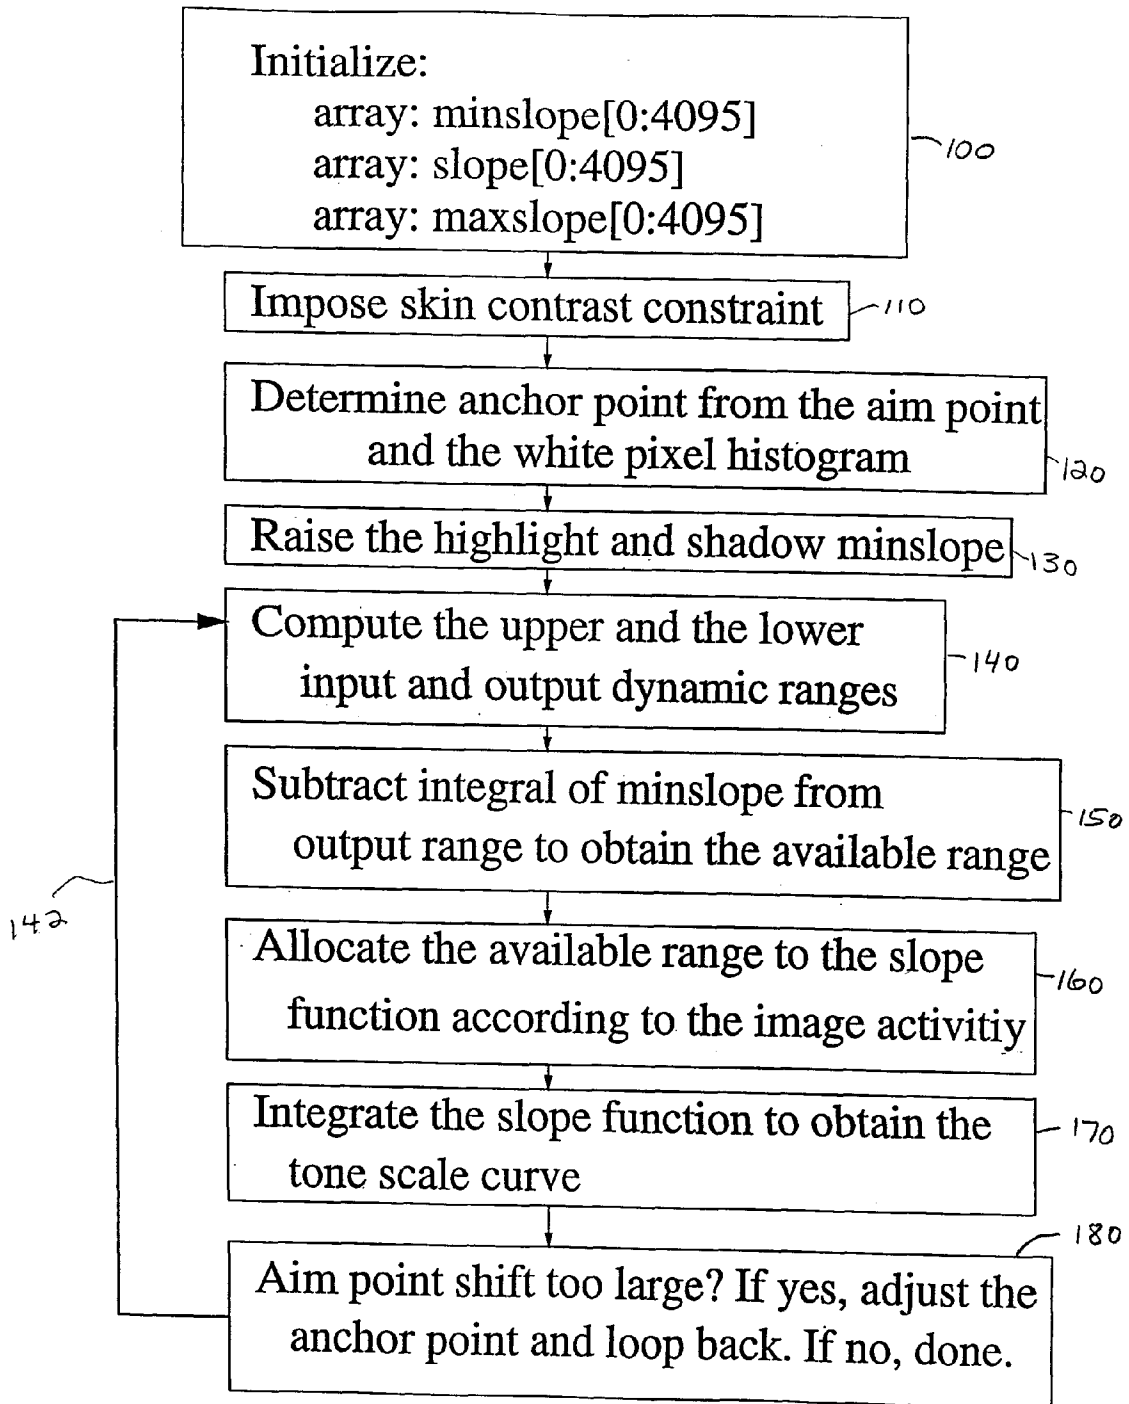 Initialize:
array: minslope[0:4095]
array: slope[0:4095]
array: maxslope[0:4095]
100
Impose skin contrast constraint
110
Determine anchor point from the aim point
and the white pixel histogram
120
Raise the highlight and shadow minslope
130
Compute the upper and the lower
input and output dynamic ranges
140
Subtract integral of minslope from
output range to obtain the available range
150
142
Allocate the available range to the slope
function according to the image activitiy
160
Integrate the slope function to obtain the
tone scale curve
170
180
Aim point shift too large? If yes, adjust the
anchor point and loop back. If no, done.